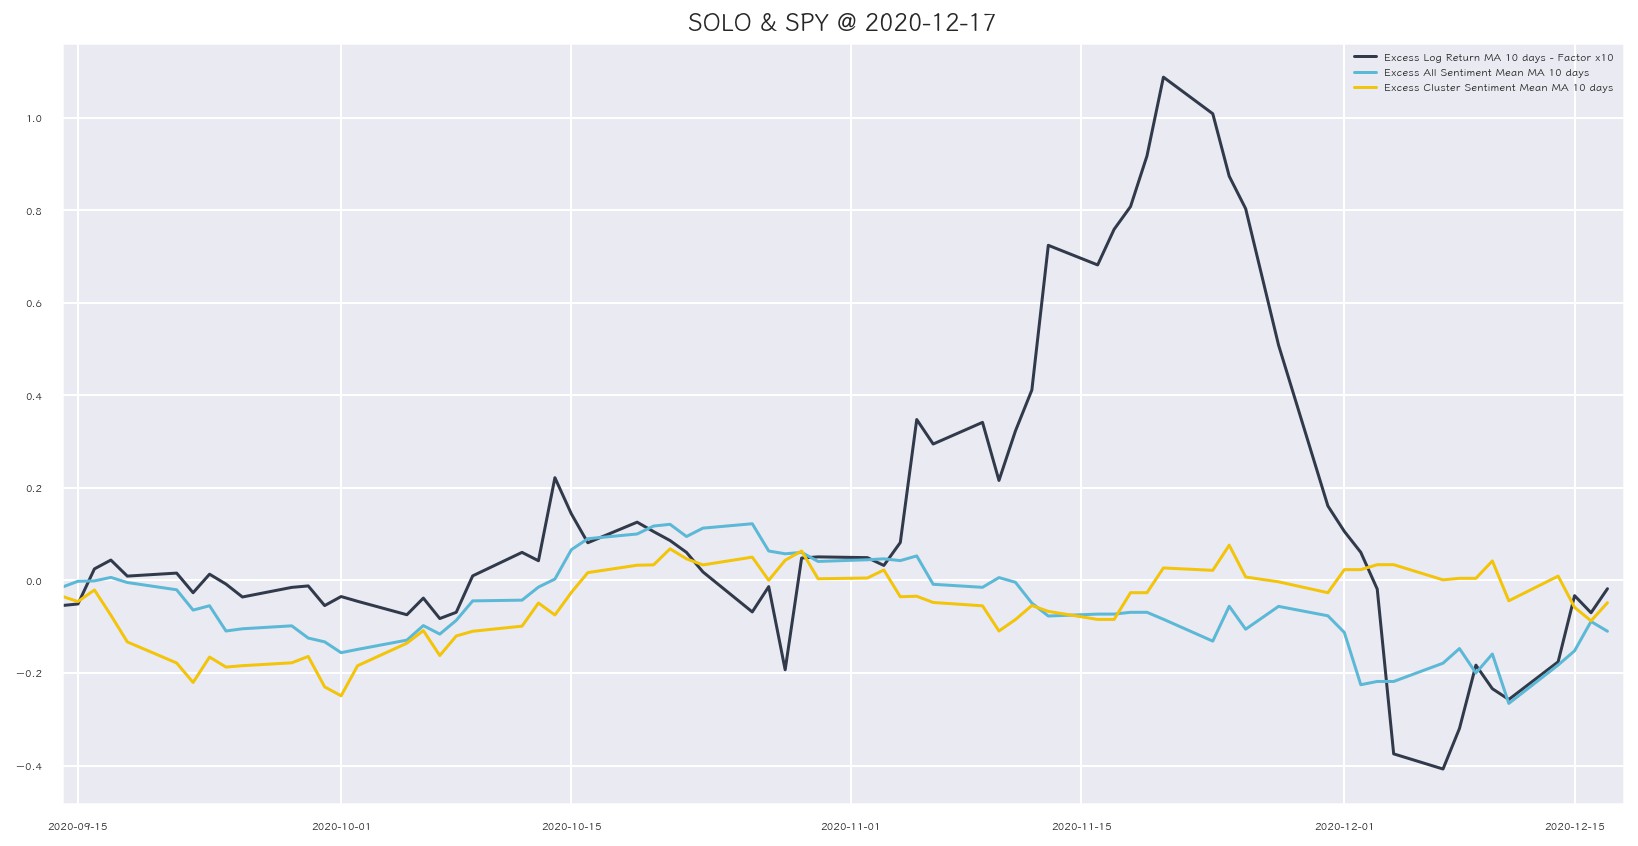 SOLO & SPY @ 2020-12-17
Excess Log Return MA 10 days - Factor x10
Excess All Sentiment Mean MA 10 days
Excess Cluster Sentiment Mean MA 10 days
1.0
0.8
0.6
0.4
0.2
0.0
−0.2
−0.4
2020-09-15 2020-10-01 2020-10-15 2020-11-01 2020-11-15 2020-12-01 2020-12-15